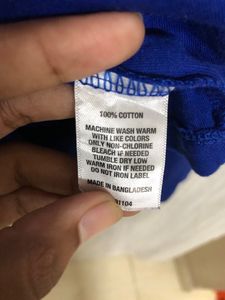 100% COTTON
MACHINE WASH WARM
WITH LIKE COLORS
ONLY NON-CHLORINE
BLEACH IF NEEDED
TUMBLE DRY LOW
WARM IRON IF NEEDED
DO NOT IRON LABEL
MADE IN BANGLADESH